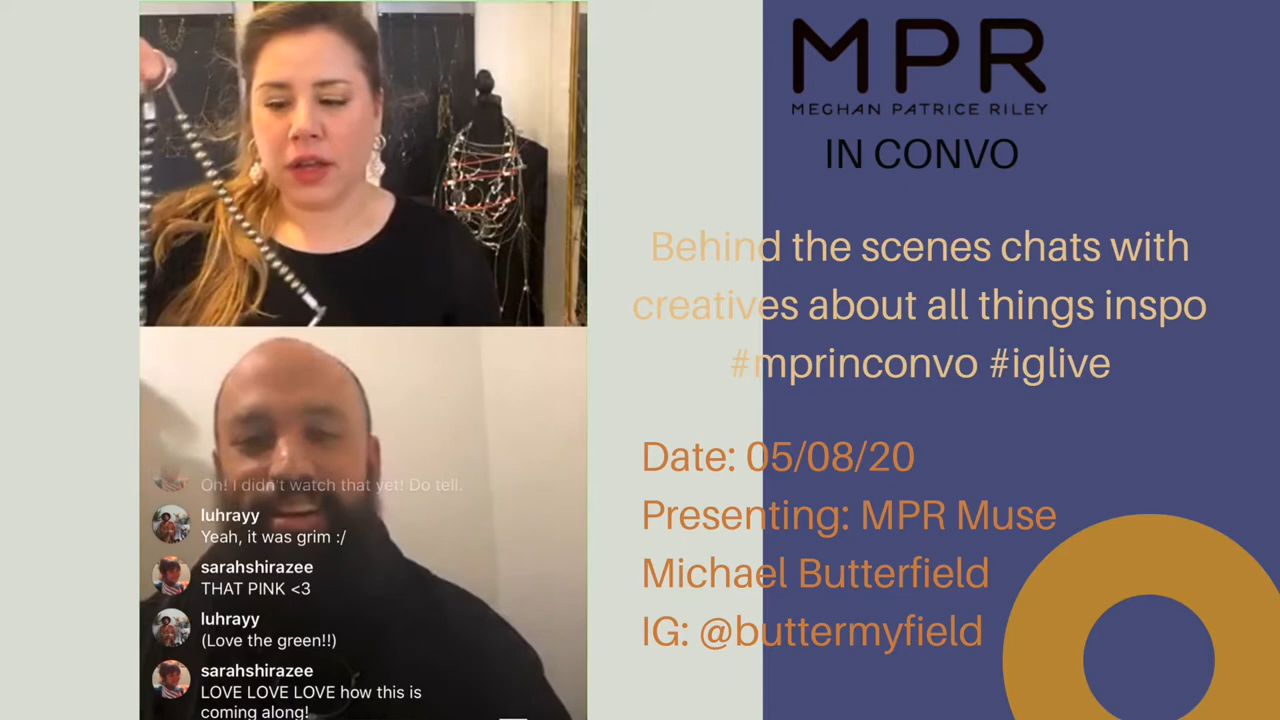 Oh! I didn't watch that yet! Do tell.
luhrayy
Yeah, it was grim :/
sarahshirazee
THAT PINK <3
luhrayy
(Love the green!!)
sarahshirazee
LOVE LOVE LOVE how this is
coming along!
MPR
MEGHAN PATRICE RILEY
IN CONVO
Behind the scenes chats with
creatives about all things inspo
#mprinconvo #iglive
Date: 05/08/20
Presenting: MPR Muse
Michael Butterfield
IG: @buttermyfield